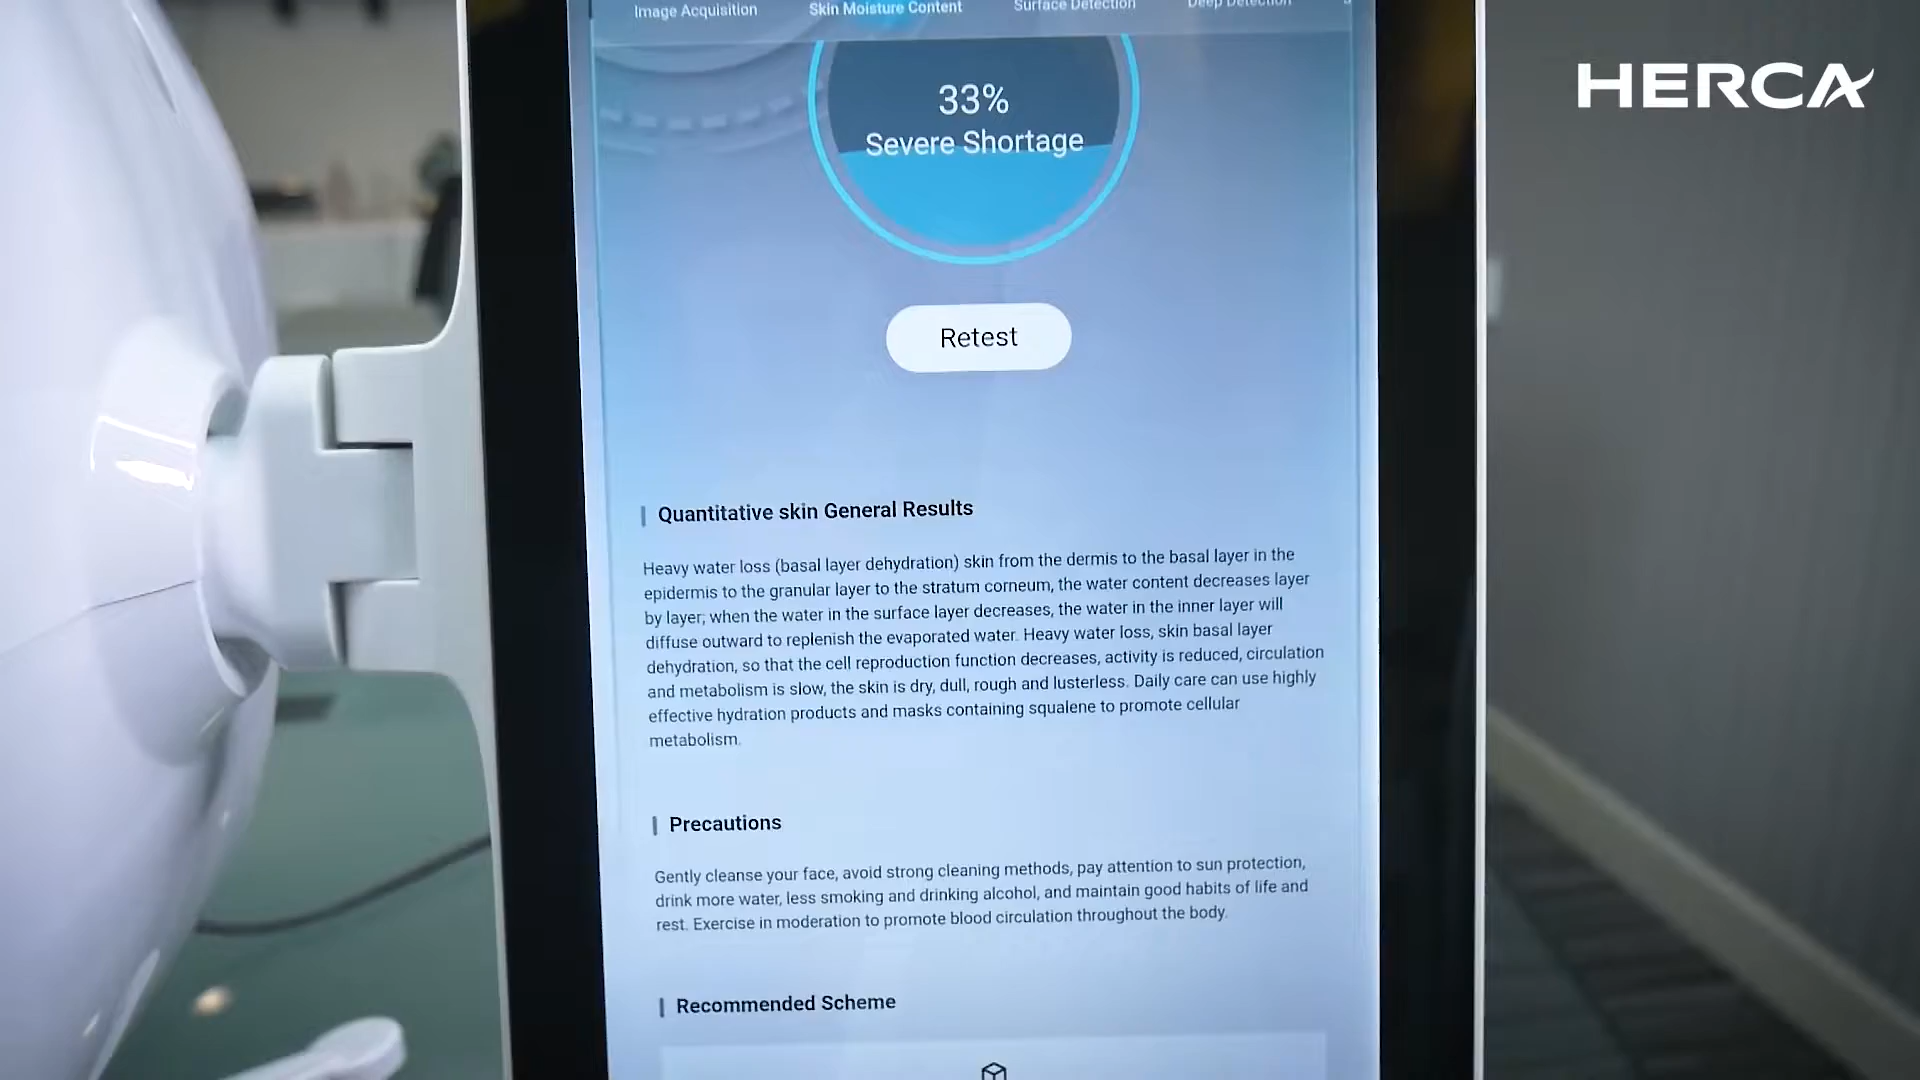 HERCA
Image Acquisition Skin Moisture Content Surface Detection Deep Detection
33%
Severe Shortage
Retest
Quantitative skin General Results
Heavy water loss (basal layer dehydration) skin from the dermis to the basal layer in the
epidermis to the granular layer to the stratum corneum, the water content decreases layer
by layer; when the water in the surface layer decreases, the water in the inner layer will
diffuse outward to replenish the evaporated water. Heavy water loss, skin basal layer
dehydration, so that the cell reproduction function decreases, activity is reduced, circulation
and metabolism is slow, the skin is dry, dull, rough and lusterless. Daily care can use highly
effective hydration products and masks containing squalene to promote cellular
metabolism.
Precautions
Gently cleanse your face, avoid strong cleaning methods, pay attention to sun protection,
drink more water, less smoking and drinking alcohol, and maintain good habits of life and
rest. Exercise in moderation to promote blood circulation throughout the body.
Recommended Scheme